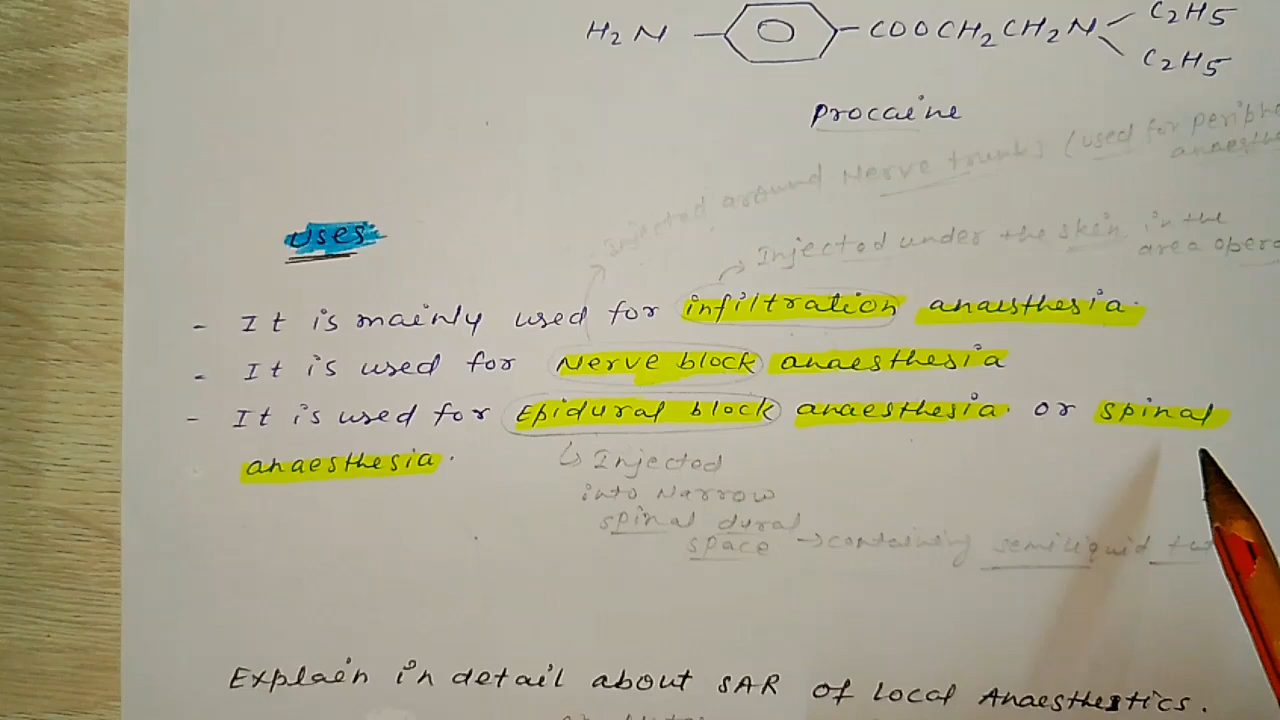 H2N - COOCH2CH2N C2H5
C2H5
Procaine
Injected around Nerve trunks (used for
Injected under the skin in the
area
Uses
- It is mainly used for infiltration anaesthesia.
- It is used for Nerve block anaesthesia
- It is used for Epidural block anaesthesia. or spinal
anaesthesia.
Injected
into Narrow
spinal dural
space → containing semiliquid
Explain in detail about SAR of Local Anaesthestics.